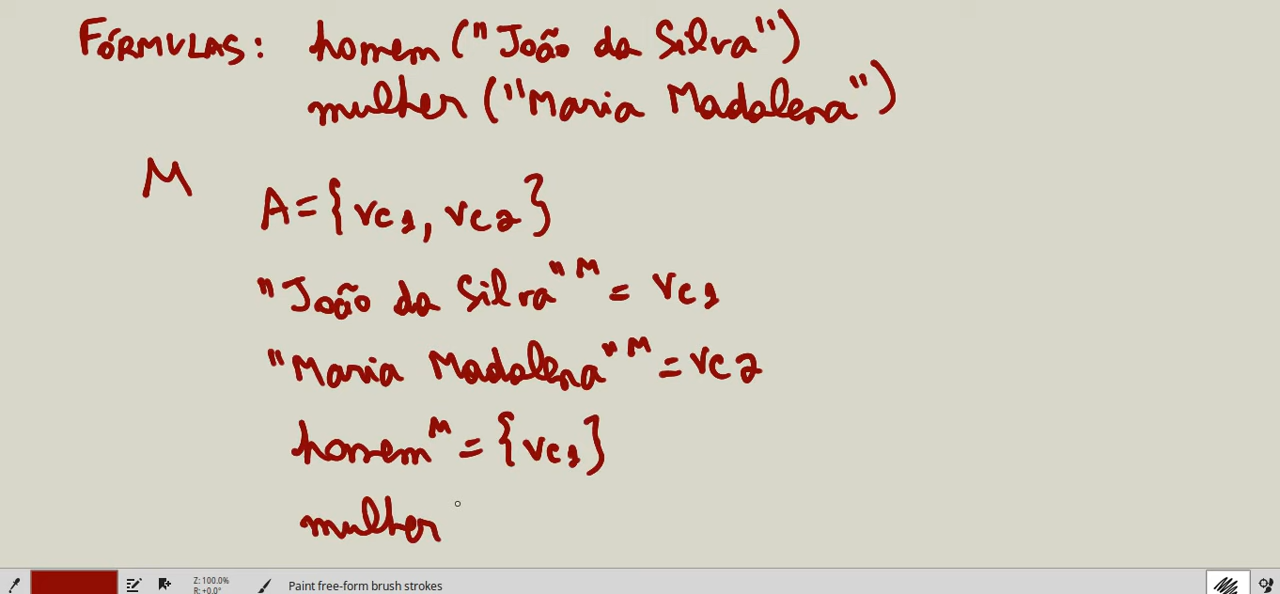 FÓRMULAS: homem ("João da Silva")
mulher ("Maria Madalena")
M
A = {vc1, vc2}
"João da Silva"ᴹ = vc1
"Maria Madalena"ᴹ = vc2
homemᴹ = {vc1}
mulher
Z: 100.0%
R: +0.0°
Paint free-form brush strokes